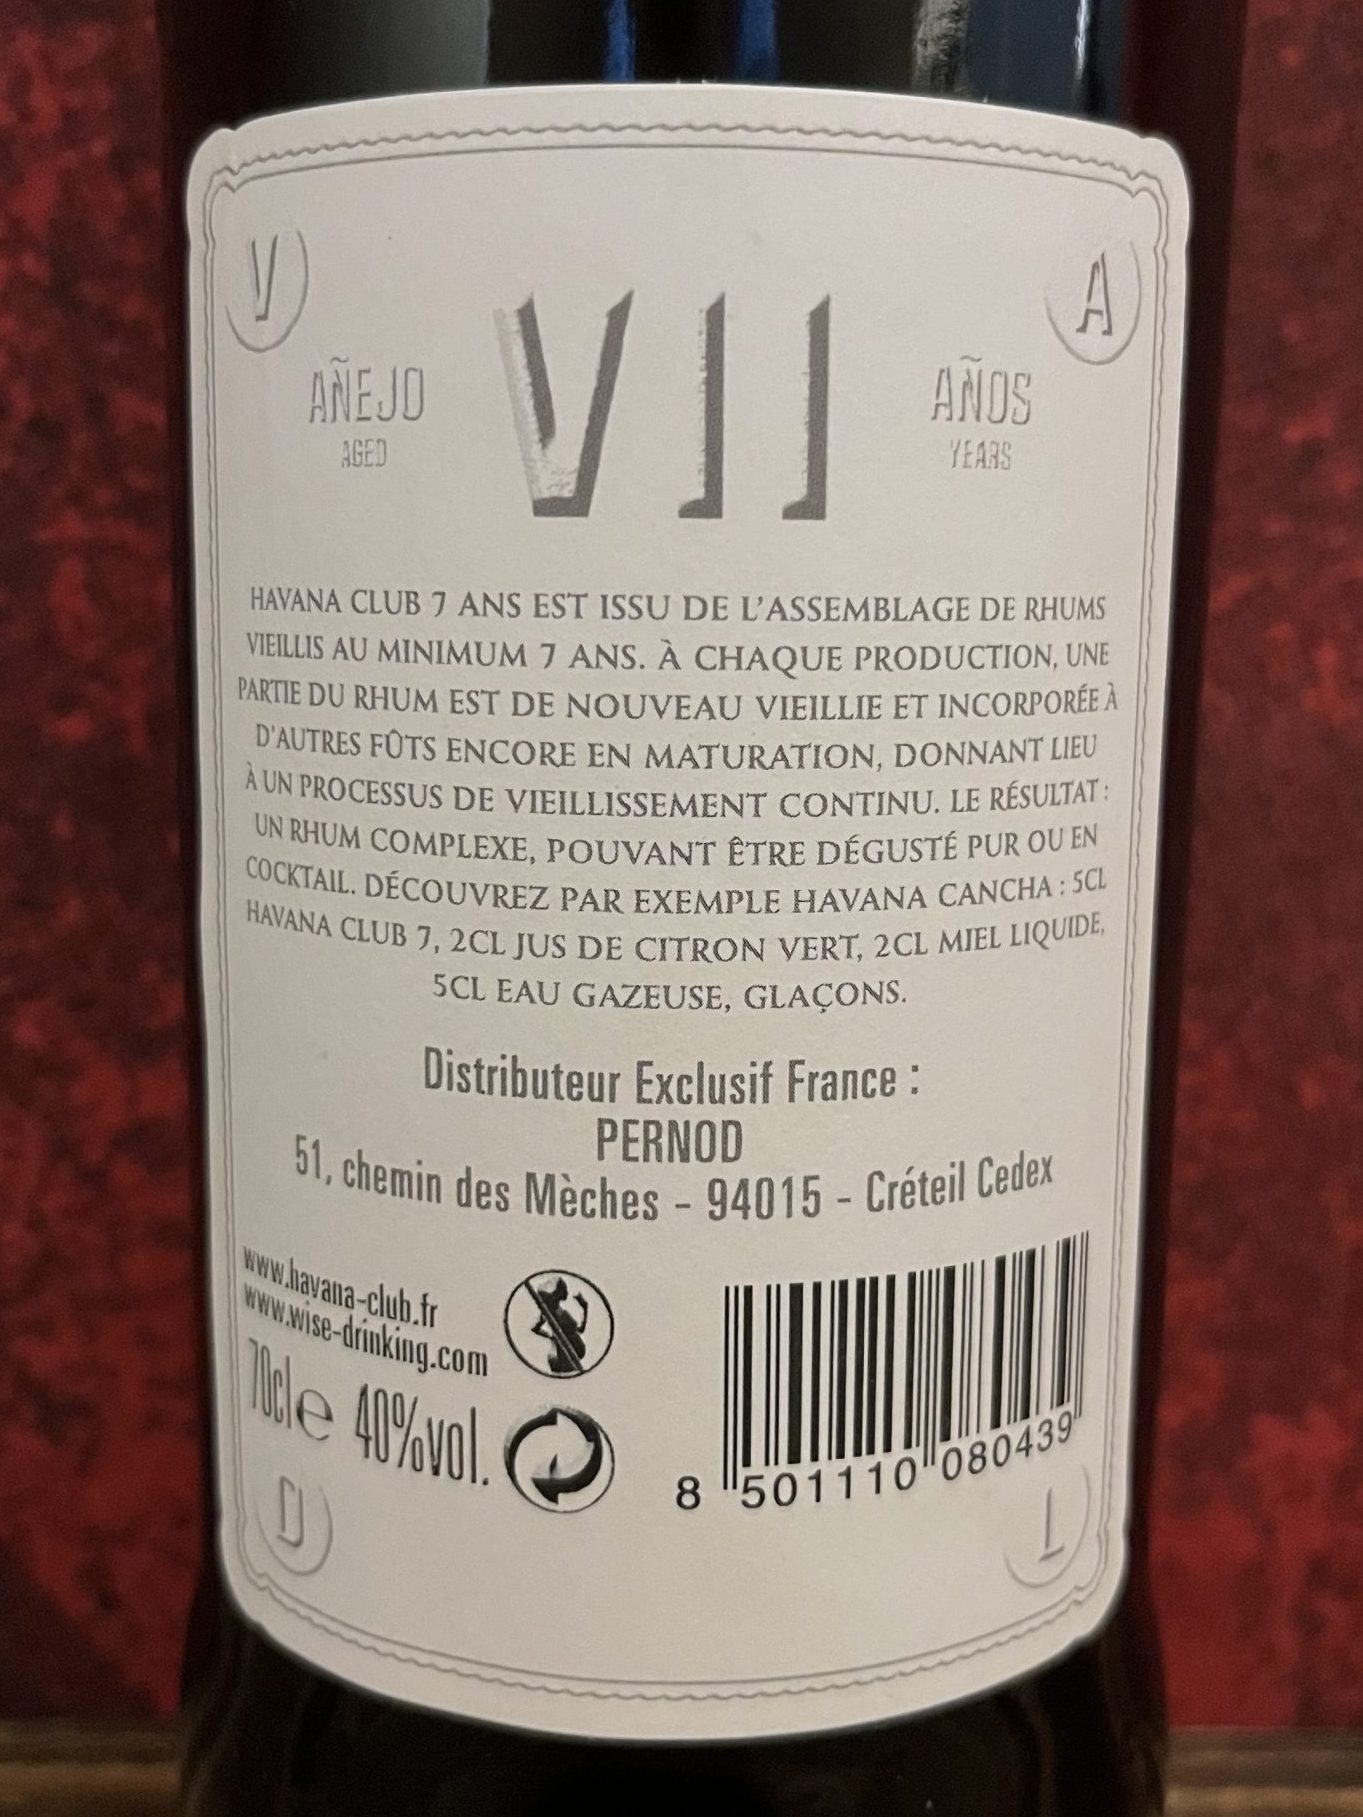 V
A
AÑEJO VII AÑOS
AGED YEARS
HAVANA CLUB 7 ANS EST ISSU DE L'ASSEMBLAGE DE RHUMS
VIEILLIS AU MINIMUM 7 ANS. À CHAQUE PRODUCTION, UNE
PARTIE DU RHUM EST DE NOUVEAU VIEILLIE ET INCORPORÉE À
D'AUTRES FÛTS ENCORE EN MATURATION, DONNANT LIEU
À UN PROCESSUS DE VIEILLISSEMENT CONTINU. LE RÉSULTAT :
UN RHUM COMPLEXE, POUVANT ÊTRE DÉGUSTÉ PUR OU EN
COCKTAIL. DÉCOUVREZ PAR EXEMPLE HAVANA CANCHA : 5CL
HAVANA CLUB 7, 2CL JUS DE CITRON VERT, 2CL MIEL LIQUIDE,
5CL EAU GAZEUSE, GLAÇONS.
Distributeur Exclusif France :
PERNOD
51, chemin des Mèches - 94015 - Créteil Cedex
www.havana-club.fr
www.wise-drinking.com
70cl e 40%vol.
8 501110 080439
D
L